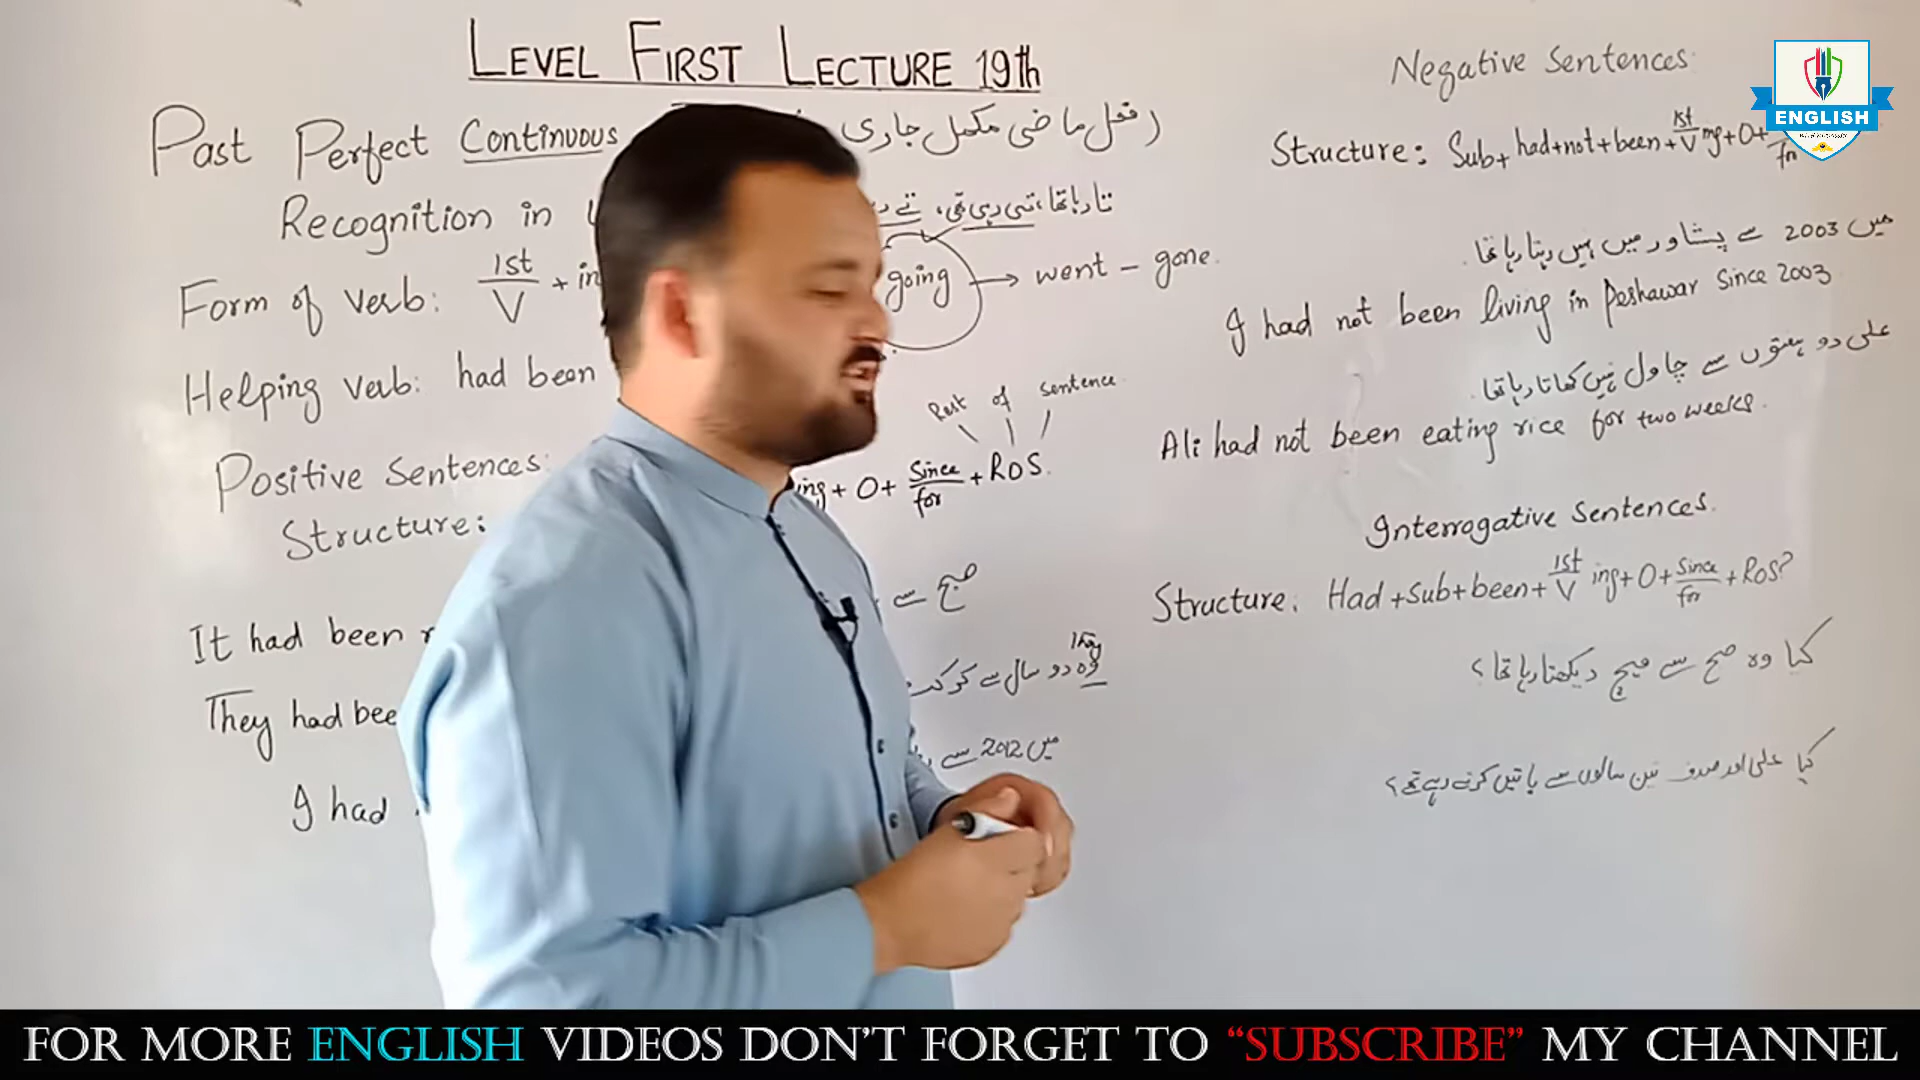 LEVEL FIRST LECTURE 19th
Past Perfect Continuous
(فعل ماضی مکمل جاری
Recognition in
تا رہا تھا، تی رہی تھی، تے
Form of verb: 1st V + in
going → went - gone.
Helping verb: had been
Rest of sentence
Positive Sentences:
Structure:
ing + O + Since/for + ROS.
صبح سے
It had been
They
وہ دو سال سے کرکٹ
They had bee
میں 2012 سے
I had
Negative Sentences:
Structure: Sub + had + not + been + 1st V ing + O +
میں 2003 سے پشاور میں نہیں رہتا رہا تھا.
I had not been living in Peshawar since 2003
علی دو ہفتوں سے چاول نہیں کھاتا رہا تھا.
Ali had not been eating rice for two weeks.
Interrogative Sentences.
Structure: Had + Sub + been + 1st V ing + O + Since/for + ROS?
کیا وہ صبح سے میچ دیکھتا رہا تھا؟
کیا علی اور صدف تین سالوں سے باتیں کرتے رہے تھے؟
ENGLISH
FOR MORE ENGLISH VIDEOS DON'T FORGET TO "SUBSCRIBE" MY CHANNEL